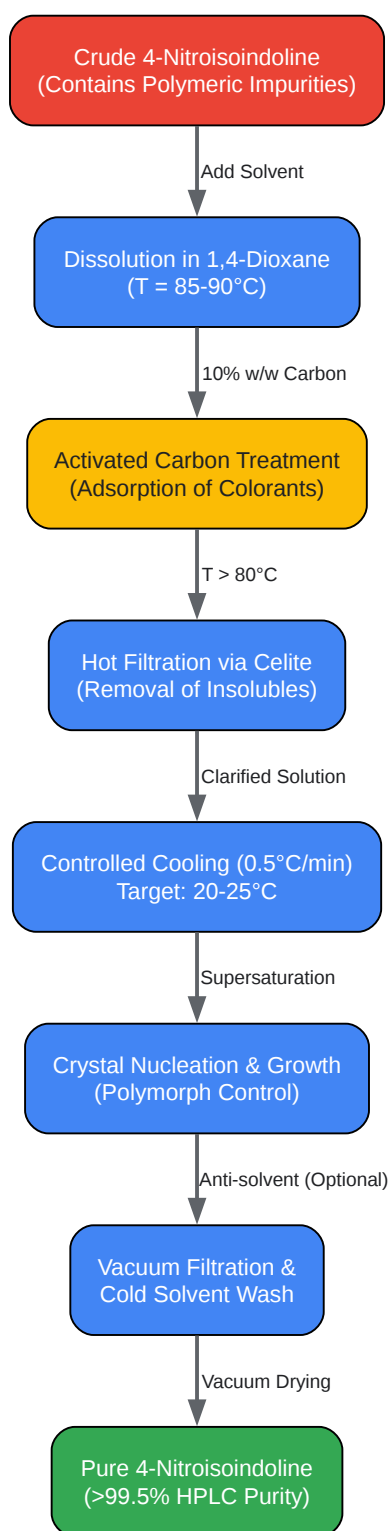 Crude 4-Nitroisoindoline
(Contains Polymeric Impurities)
Add Solvent
Dissolution in 1,4-Dioxane
(T = 85-90°C)
10% w/w Carbon
Activated Carbon Treatment
(Adsorption of Colorants)
T > 80°C
Hot Filtration via Celite
(Removal of Insolubles)
Clarified Solution
Controlled Cooling (0.5°C/min)
Target: 20-25°C
Supersaturation
Crystal Nucleation & Growth
(Polymorph Control)
Anti-solvent (Optional)
Vacuum Filtration &
Cold Solvent Wash
Vacuum Drying
Pure 4-Nitroisoindoline
(>99.5% HPLC Purity)